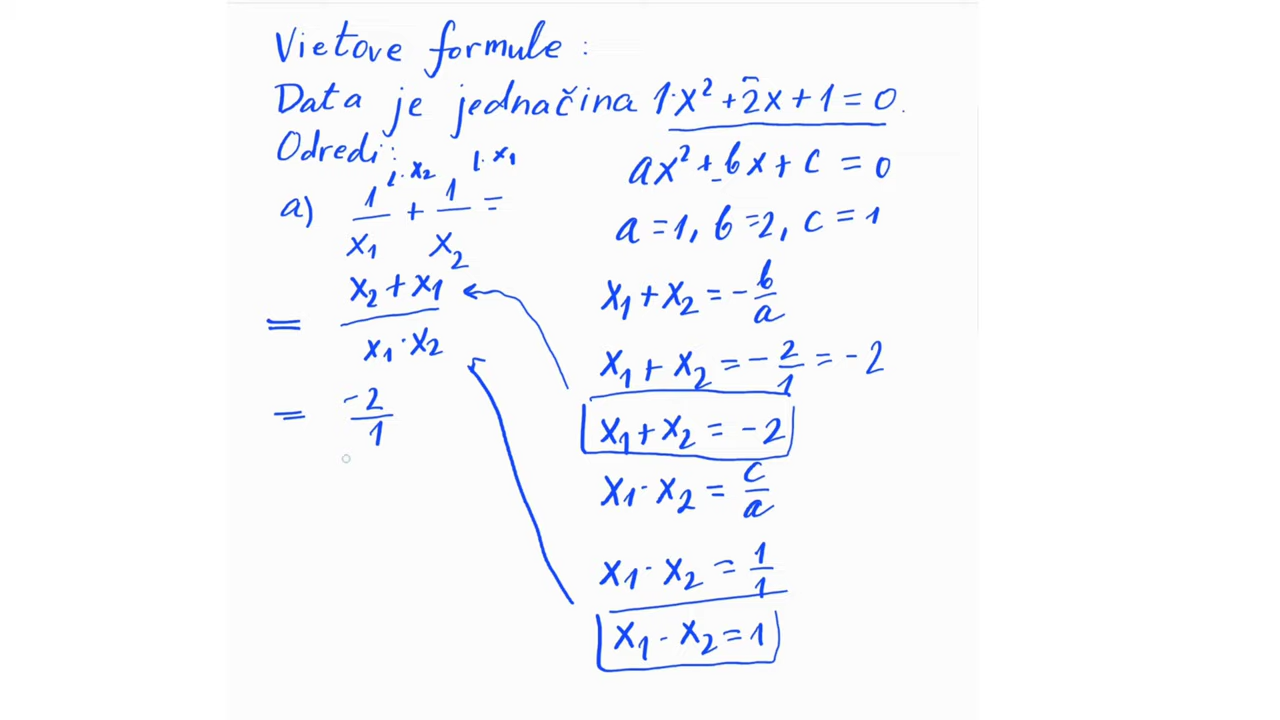 Vietove formule :
Data je jednačina 1·x² + 2x + 1 = 0.
Odredi:
a) 1/x₁ |·x₂ + 1/x₂ |·x₁ =
= (x₂ + x₁)/(x₁·x₂)
= -2/1
ax² + bx + c = 0
a = 1, b = 2, c = 1
x₁ + x₂ = - b/a
x₁ + x₂ = - 2/1 = -2
x₁ + x₂ = -2
x₁ · x₂ = c/a
x₁ · x₂ = 1/1
x₁ · x₂ = 1